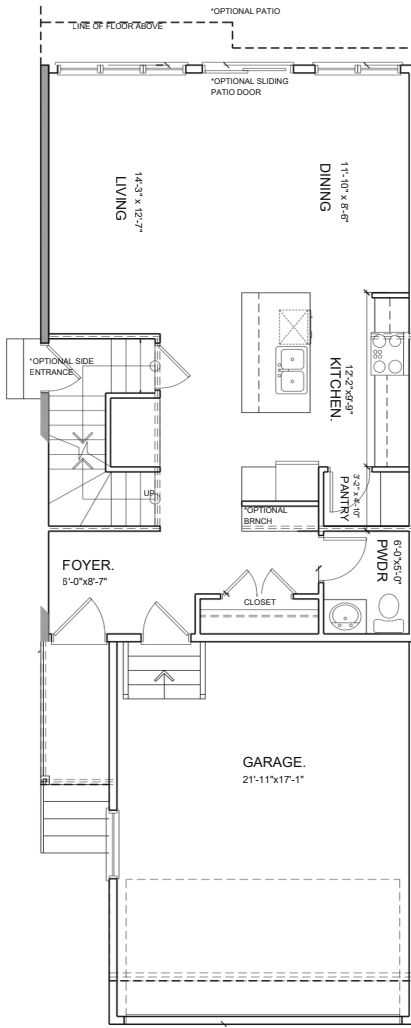 *OPTIONAL PATIO
LINE OF FLOOR ABOVE
*OPTIONAL SLIDING
PATIO DOOR
LIVING
14'-3" x 12'-7"
DINING
11'-10" x 8'-6"
KITCHEN.
12'-2"x9'-9"
*OPTIONAL SIDE
ENTRANCE
UP
PANTRY
3'-2" x 4'-10"
*OPTIONAL
BRNCH
PWDR
6'-0"x5'-0"
FOYER.
6'-0"x8'-7"
CLOSET
GARAGE.
21'-11"x17'-1"